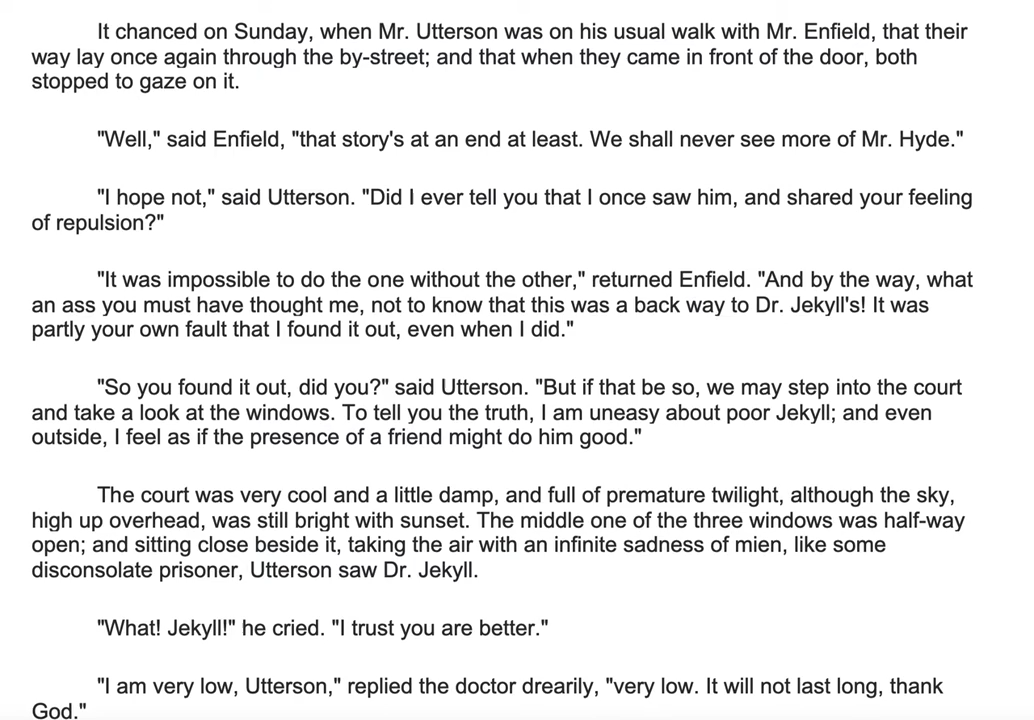 It chanced on Sunday, when Mr. Utterson was on his usual walk with Mr. Enfield, that their
way lay once again through the by-street; and that when they came in front of the door, both
stopped to gaze on it.
"Well," said Enfield, "that story's at an end at least. We shall never see more of Mr. Hyde."
"I hope not," said Utterson. "Did I ever tell you that I once saw him, and shared your feeling
of repulsion?"
"It was impossible to do the one without the other," returned Enfield. "And by the way, what
an ass you must have thought me, not to know that this was a back way to Dr. Jekyll's! It was
partly your own fault that I found it out, even when I did."
"So you found it out, did you?" said Utterson. "But if that be so, we may step into the court
and take a look at the windows. To tell you the truth, I am uneasy about poor Jekyll; and even
outside, I feel as if the presence of a friend might do him good."
The court was very cool and a little damp, and full of premature twilight, although the sky,
high up overhead, was still bright with sunset. The middle one of the three windows was half-way
open; and sitting close beside it, taking the air with an infinite sadness of mien, like some
disconsolate prisoner, Utterson saw Dr. Jekyll.
"What! Jekyll!" he cried. "I trust you are better."
"I am very low, Utterson," replied the doctor drearily, "very low. It will not last long, thank
God."